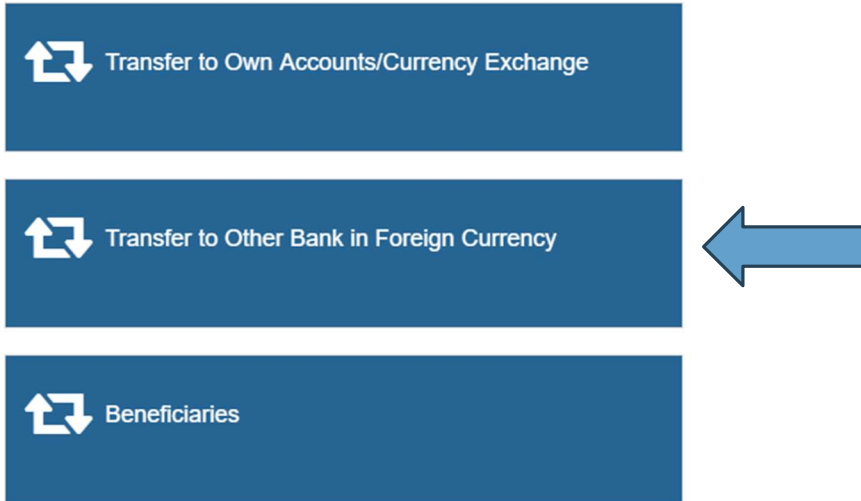 Transfer to Own Accounts/Currency Exchange
Transfer to Other Bank in Foreign Currency
Beneficiaries